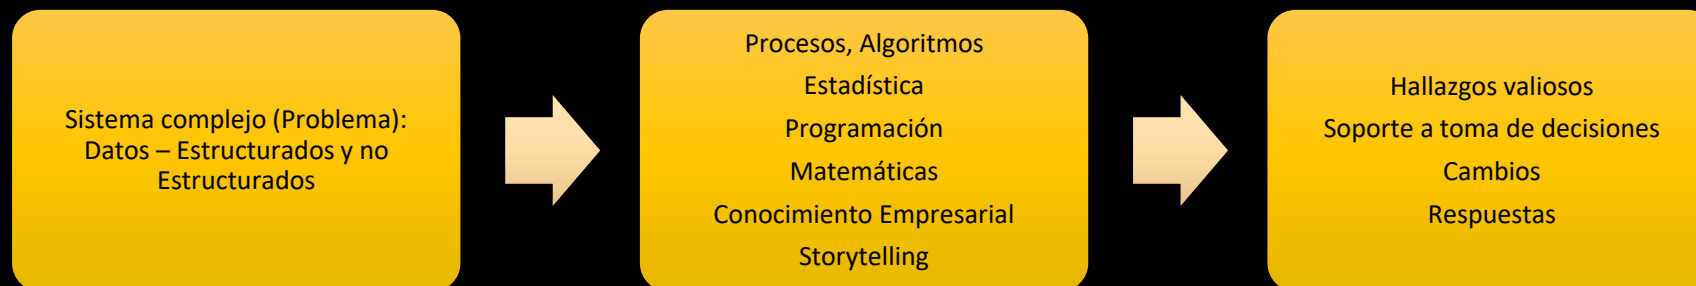 Sistema complejo (Problema):
Datos – Estructurados y no
Estructurados
Procesos, Algoritmos
Estadística
Programación
Matemáticas
Conocimiento Empresarial
Storytelling
Hallazgos valiosos
Soporte a toma de decisiones
Cambios
Respuestas